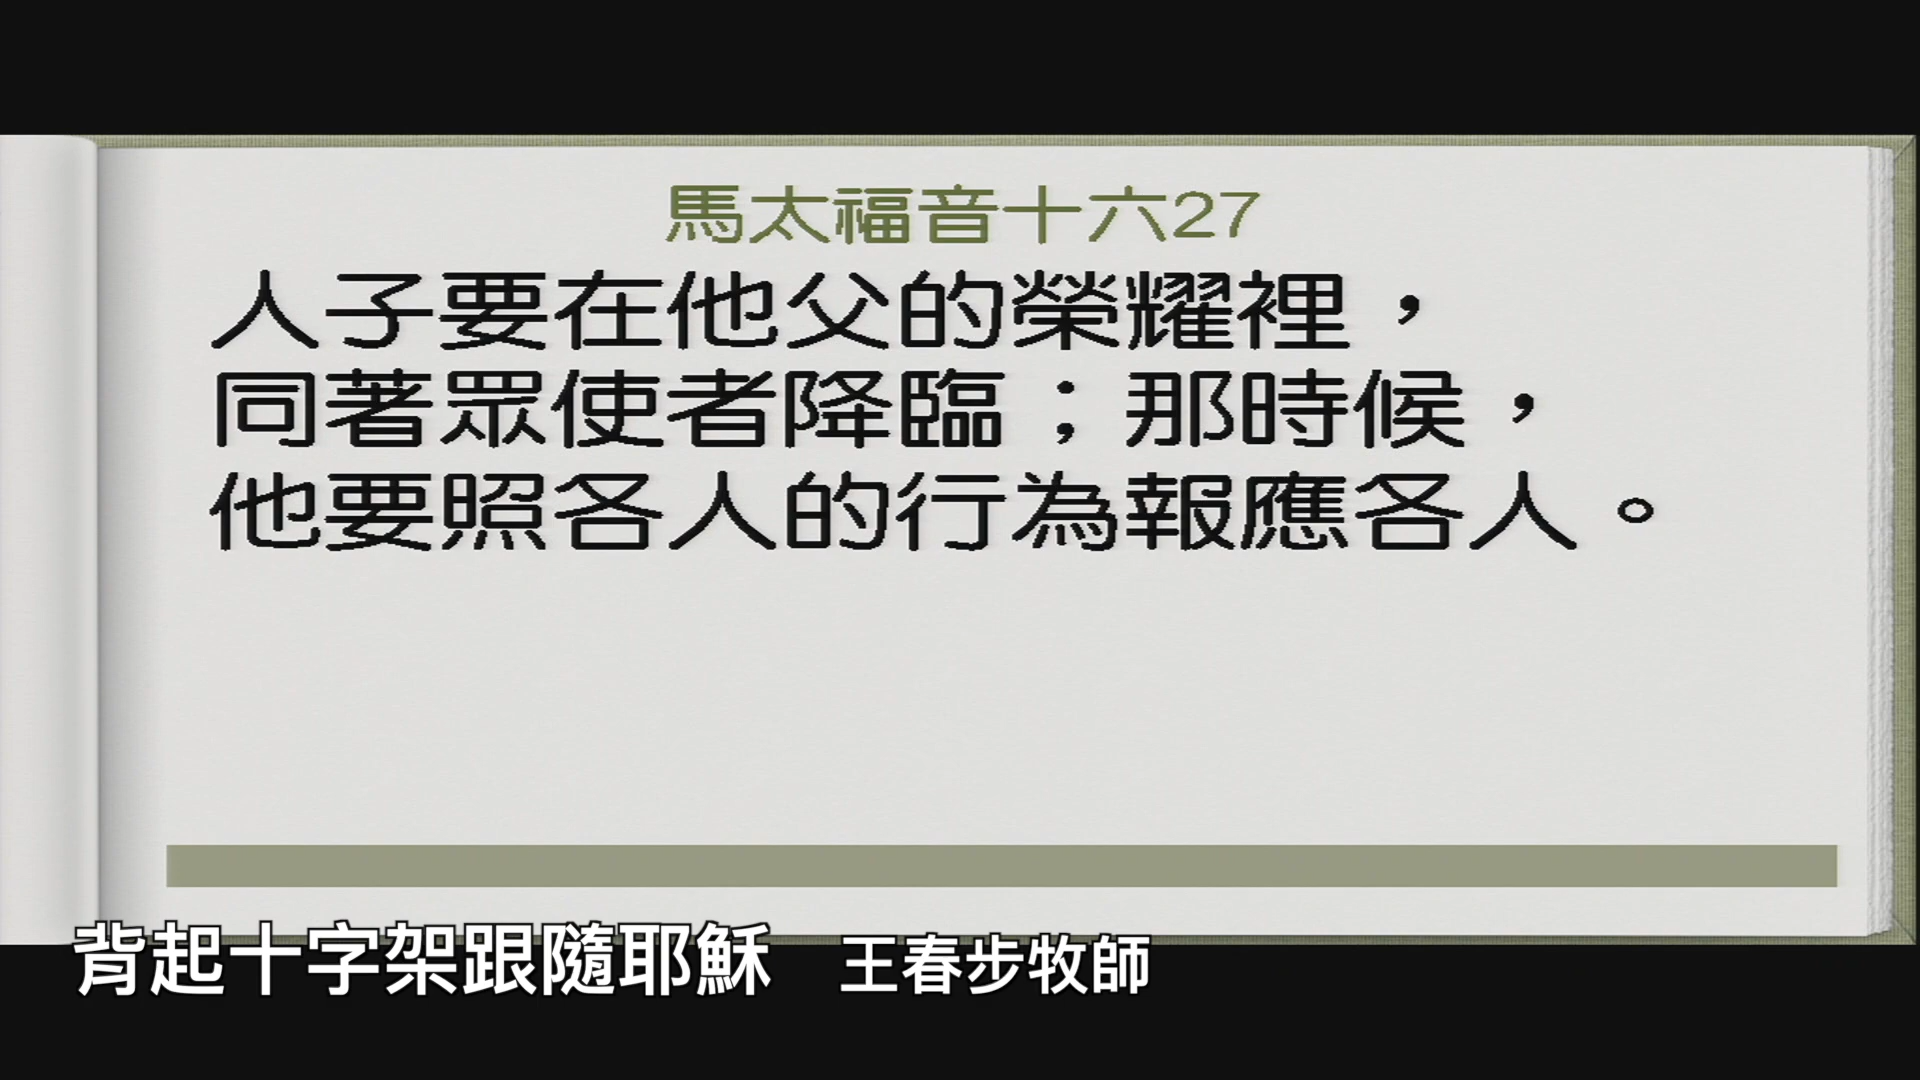 馬太福音十六27
人子要在他父的榮耀裡，
同著眾使者降臨；那時候，
他要照各人的行為報應各人。
背起十字架跟隨耶穌 王春步牧師